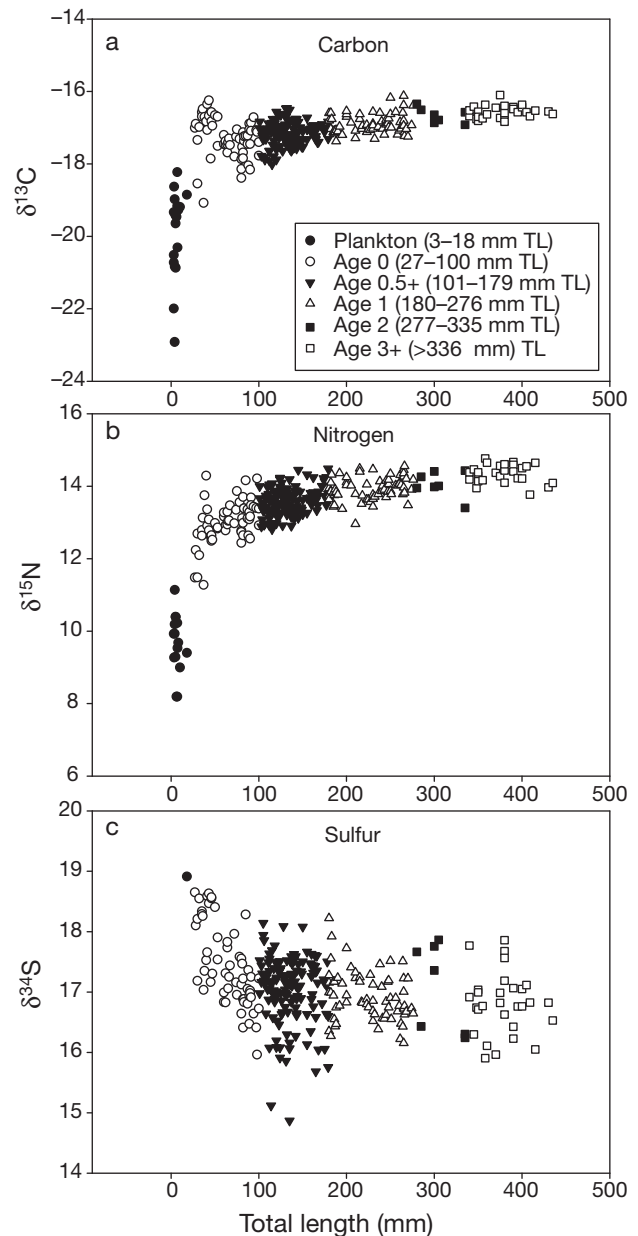 a
Carbon
−14
−16
−18
−20
−22
−24
δ¹³C
Plankton (3–18 mm TL)
Age 0 (27–100 mm TL)
Age 0.5+ (101–179 mm TL)
Age 1 (180–276 mm TL)
Age 2 (277–335 mm TL)
Age 3+ (>336 mm) TL
0 100 200 300 400 500
b
Nitrogen
16
14
12
10
8
6
δ¹⁵N
0 100 200 300 400 500
c
Sulfur
20
19
18
17
16
15
14
δ³⁴S
0 100 200 300 400 500
Total length (mm)